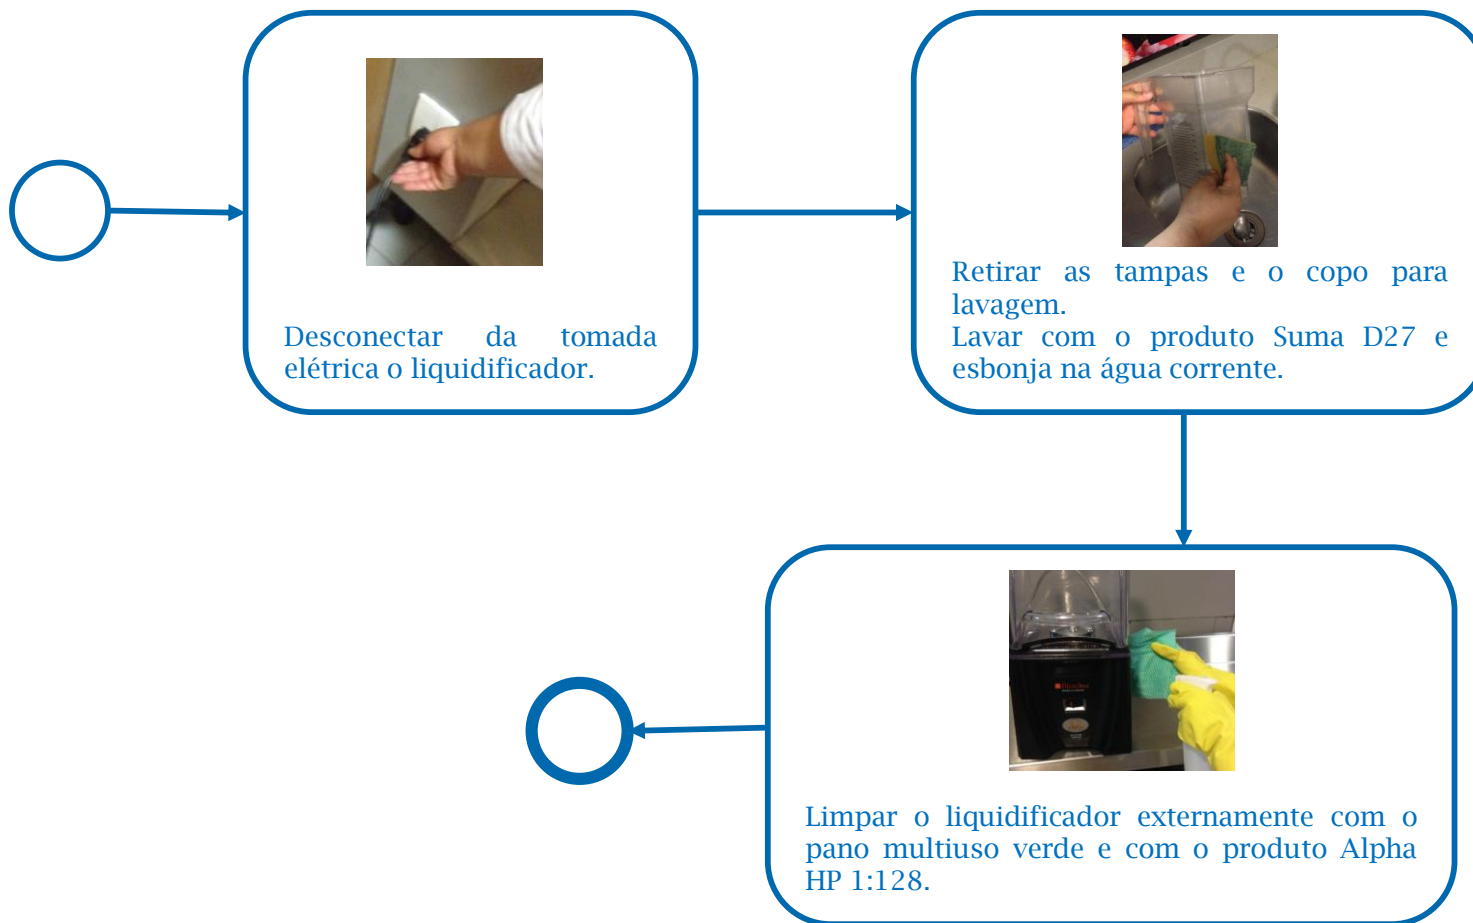 Desconectar da tomada
elétrica o liquidificador.
Retirar as tampas e o copo para
lavagem.
Lavar com o produto Suma D27 e
esbonja na água corrente.
Limpar o liquidificador externamente com o
pano multiuso verde e com o produto Alpha
HP 1:128.